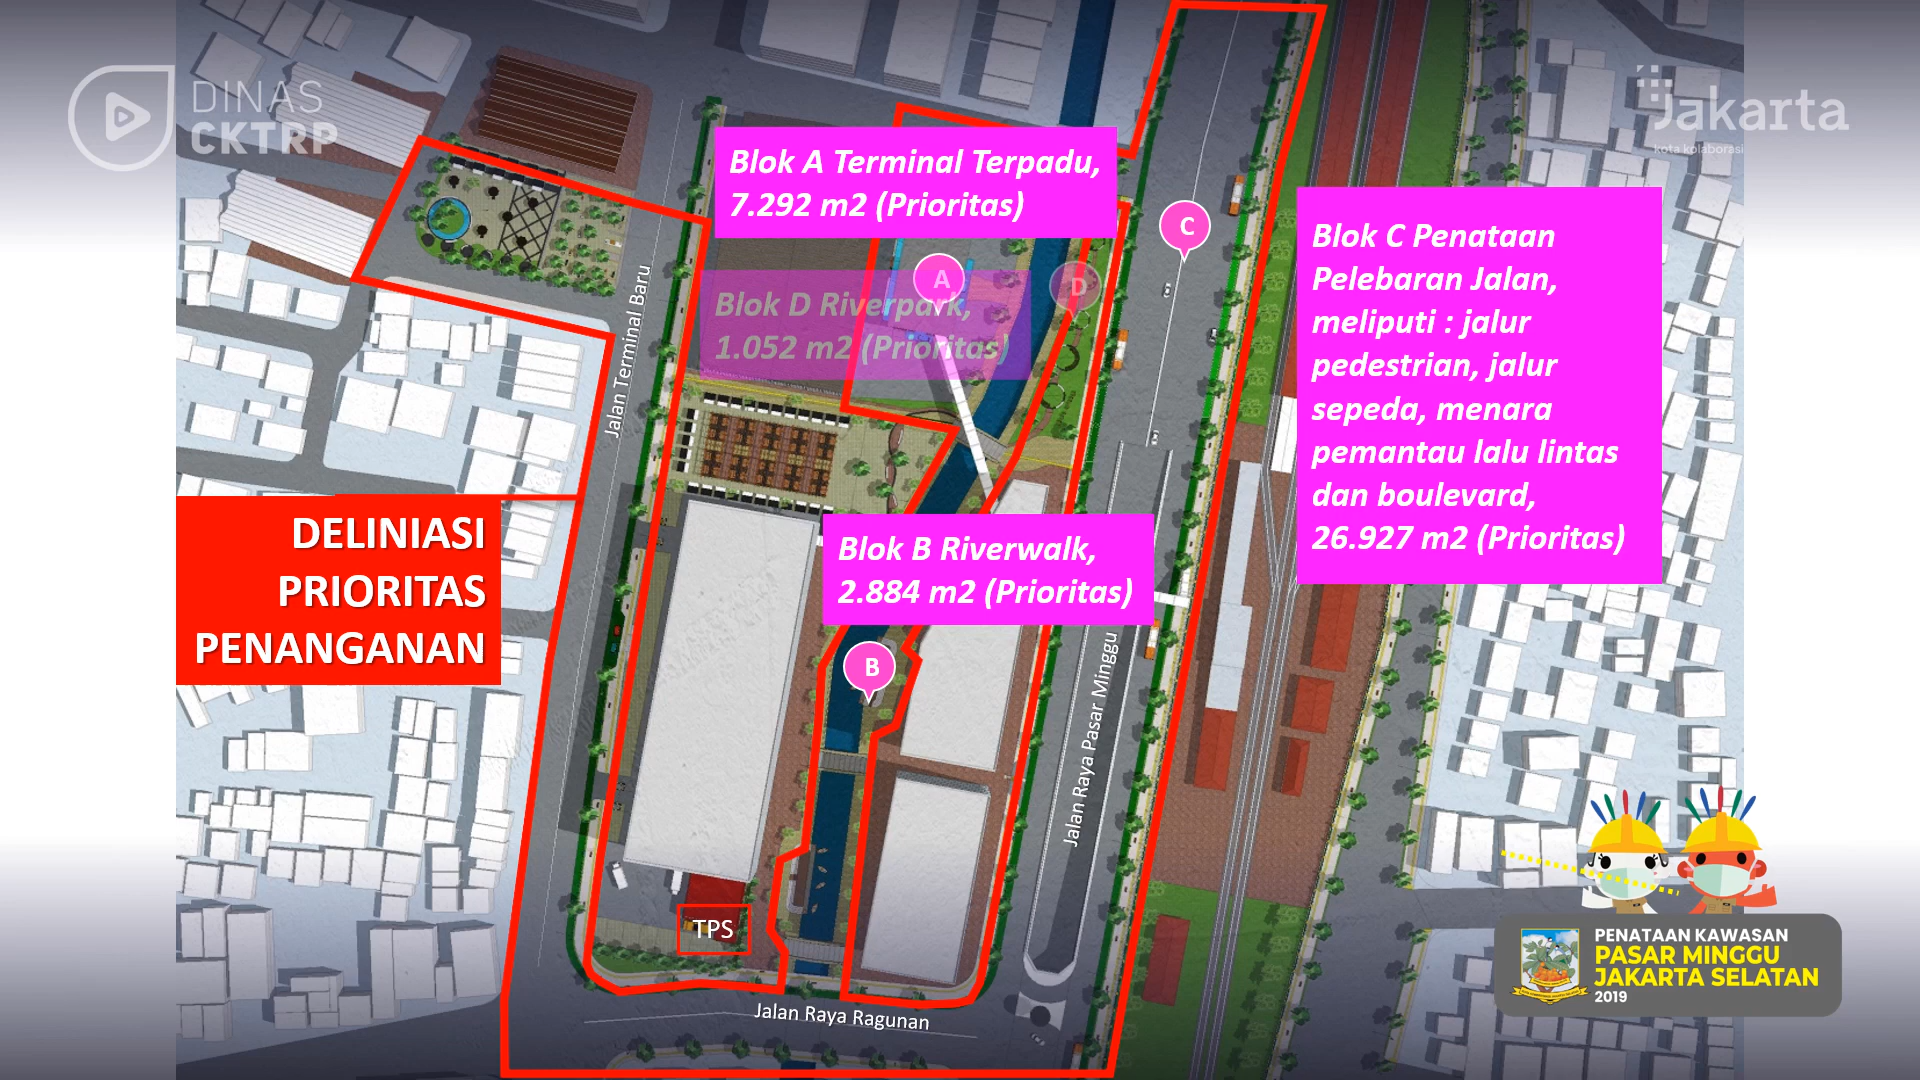 DINAS
CKTRP
Jakarta
kota kolaborasi
Blok A Terminal Terpadu,
7.292 m2 (Prioritas)
A
C
D
Blok D Riverpark,
1.052 m2 (Prioritas)
Blok C Penataan
Pelebaran Jalan,
meliputi : jalur
pedestrian, jalur
sepeda, menara
pemantau lalu lintas
dan boulevard,
26.927 m2 (Prioritas)
Jalan Terminal Baru
DELINIASI
PRIORITAS
PENANGANAN
Blok B Riverwalk,
2.884 m2 (Prioritas)
B
Jalan Raya Pasar Minggu
TPS
Jalan Raya Ragunan
PENATAAN KAWASAN
PASAR MINGGU
JAKARTA SELATAN
2019